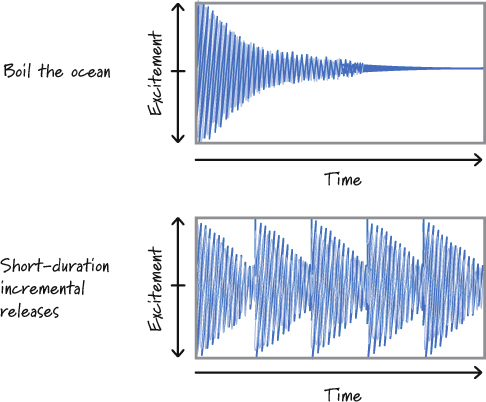 Boil the ocean
Excitement
Time
Short-duration
incremental
releases
Excitement
Time